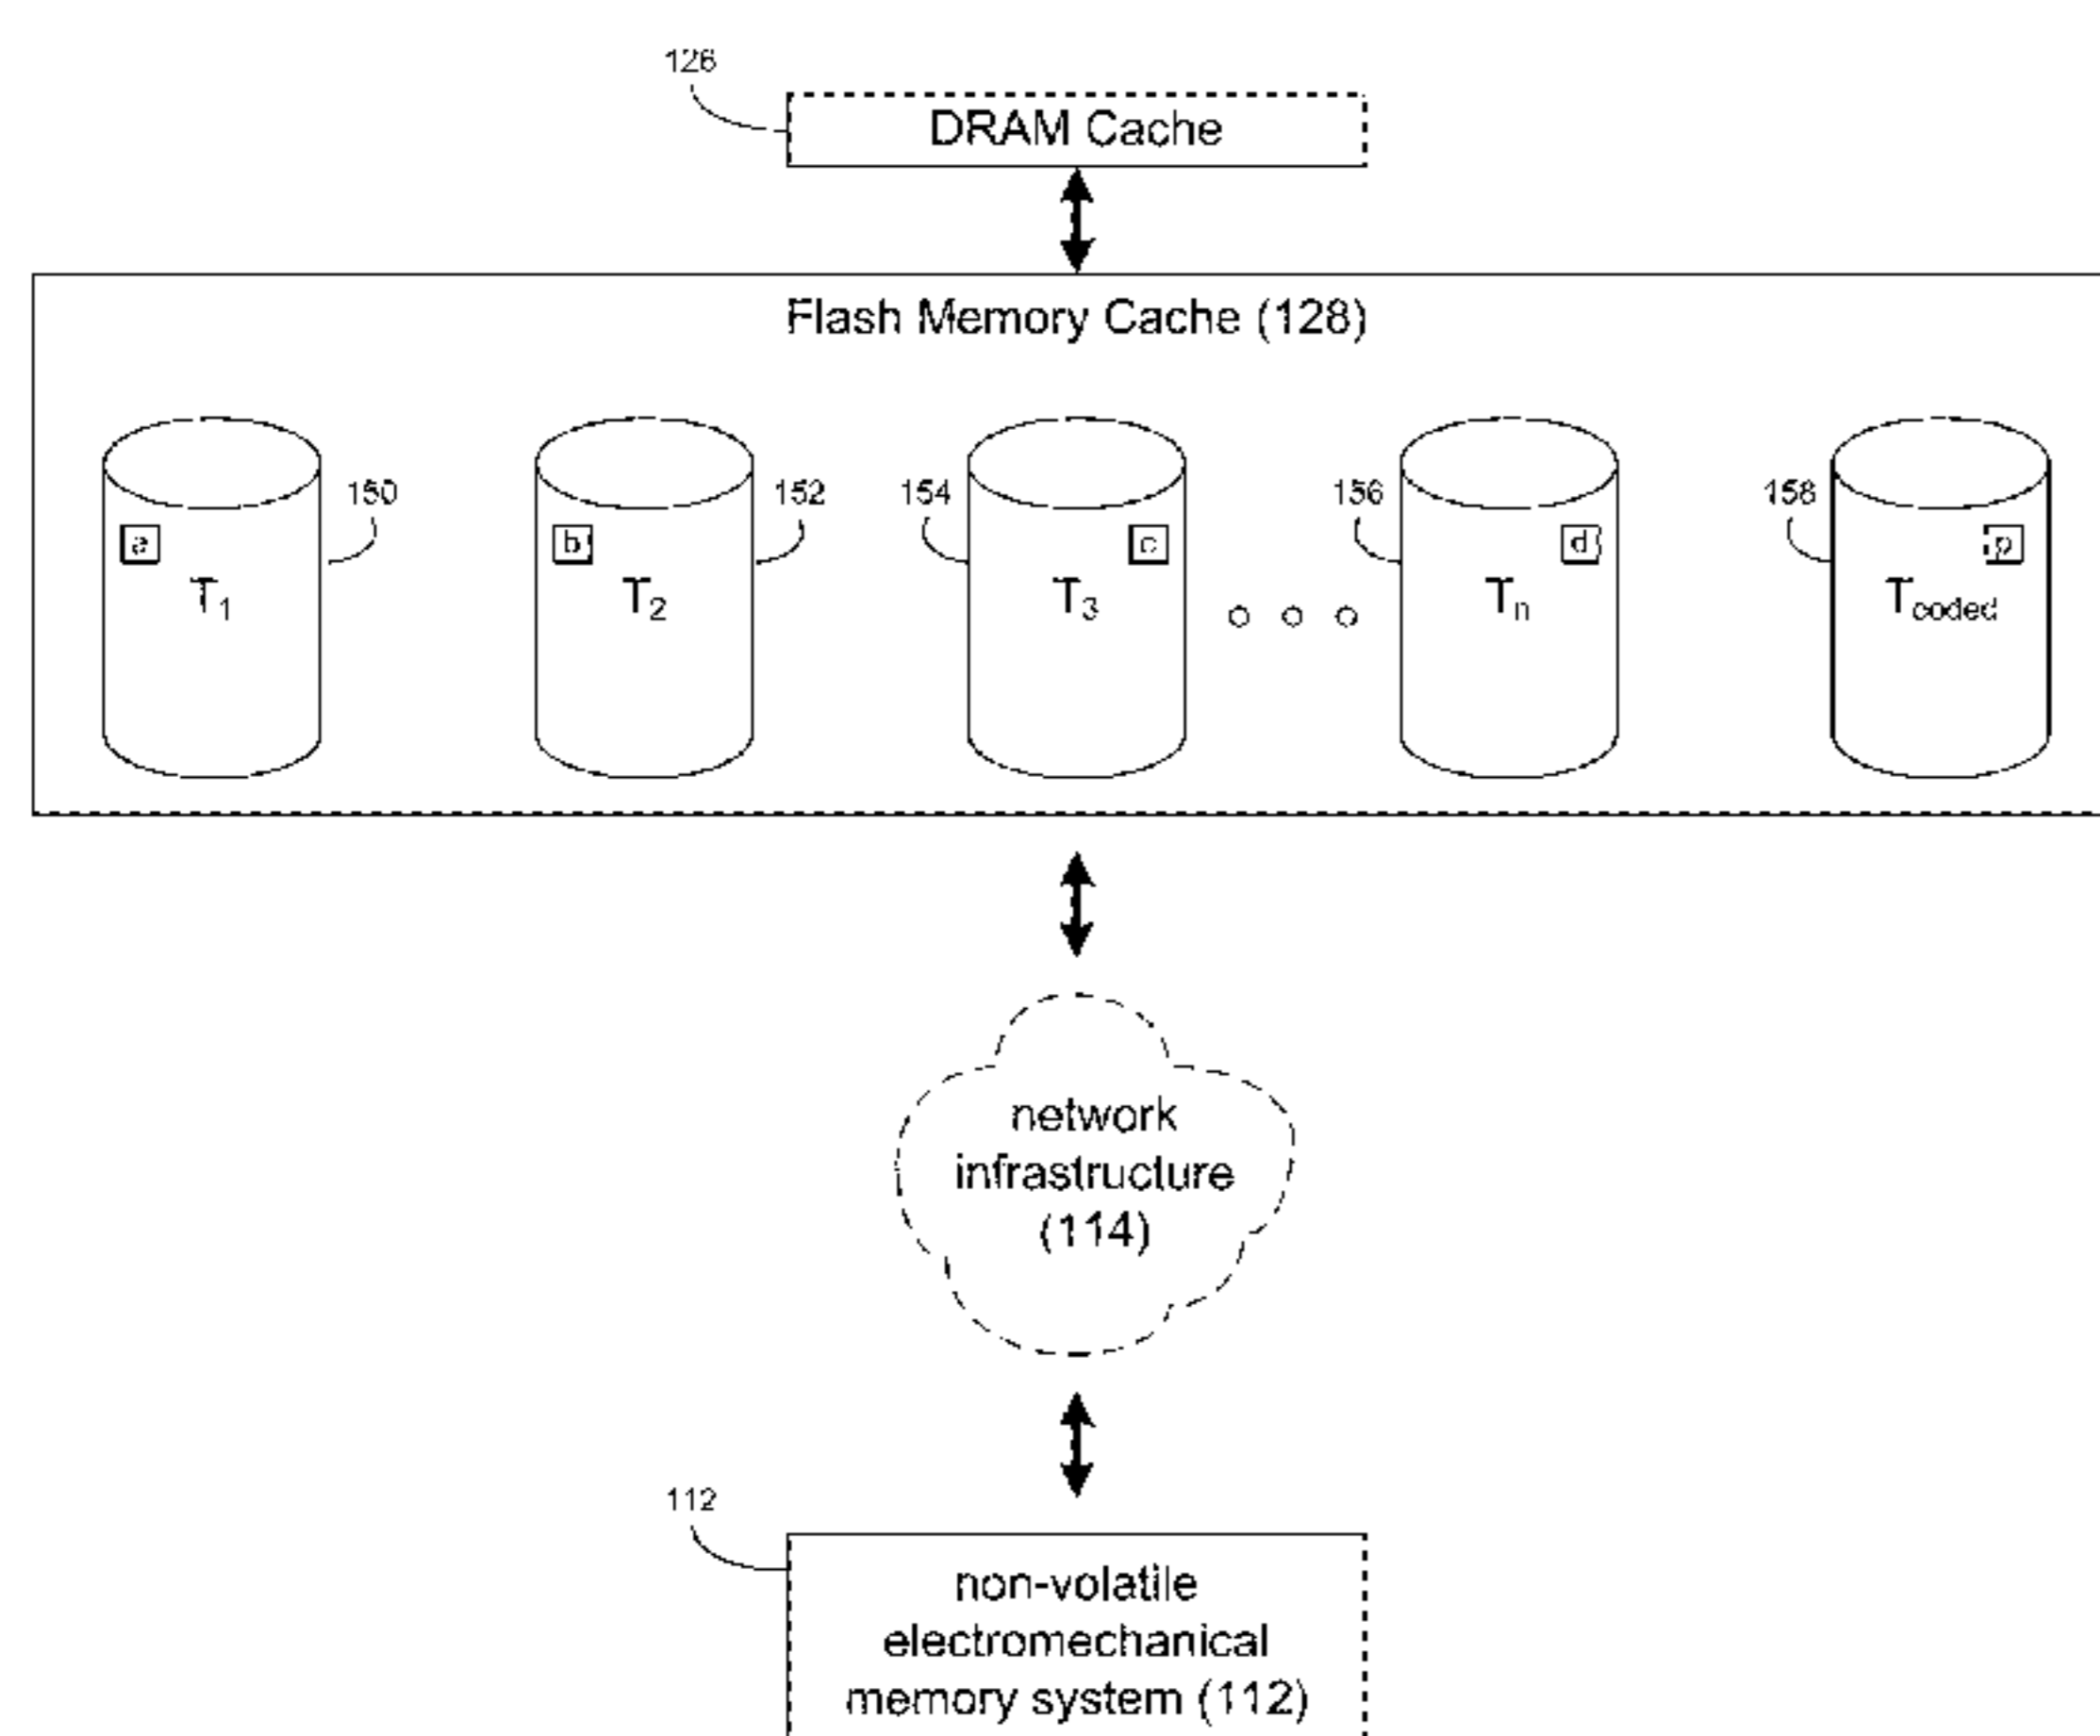 126
DRAM Cache
Flash Memory Cache (128)
150
152
154
156
158
a
b
c
d
p
T1
T2
T3
Tn
Tcoded
network
infrastructure
(114)
112
non-volatile
electromechanical
memory system (112)